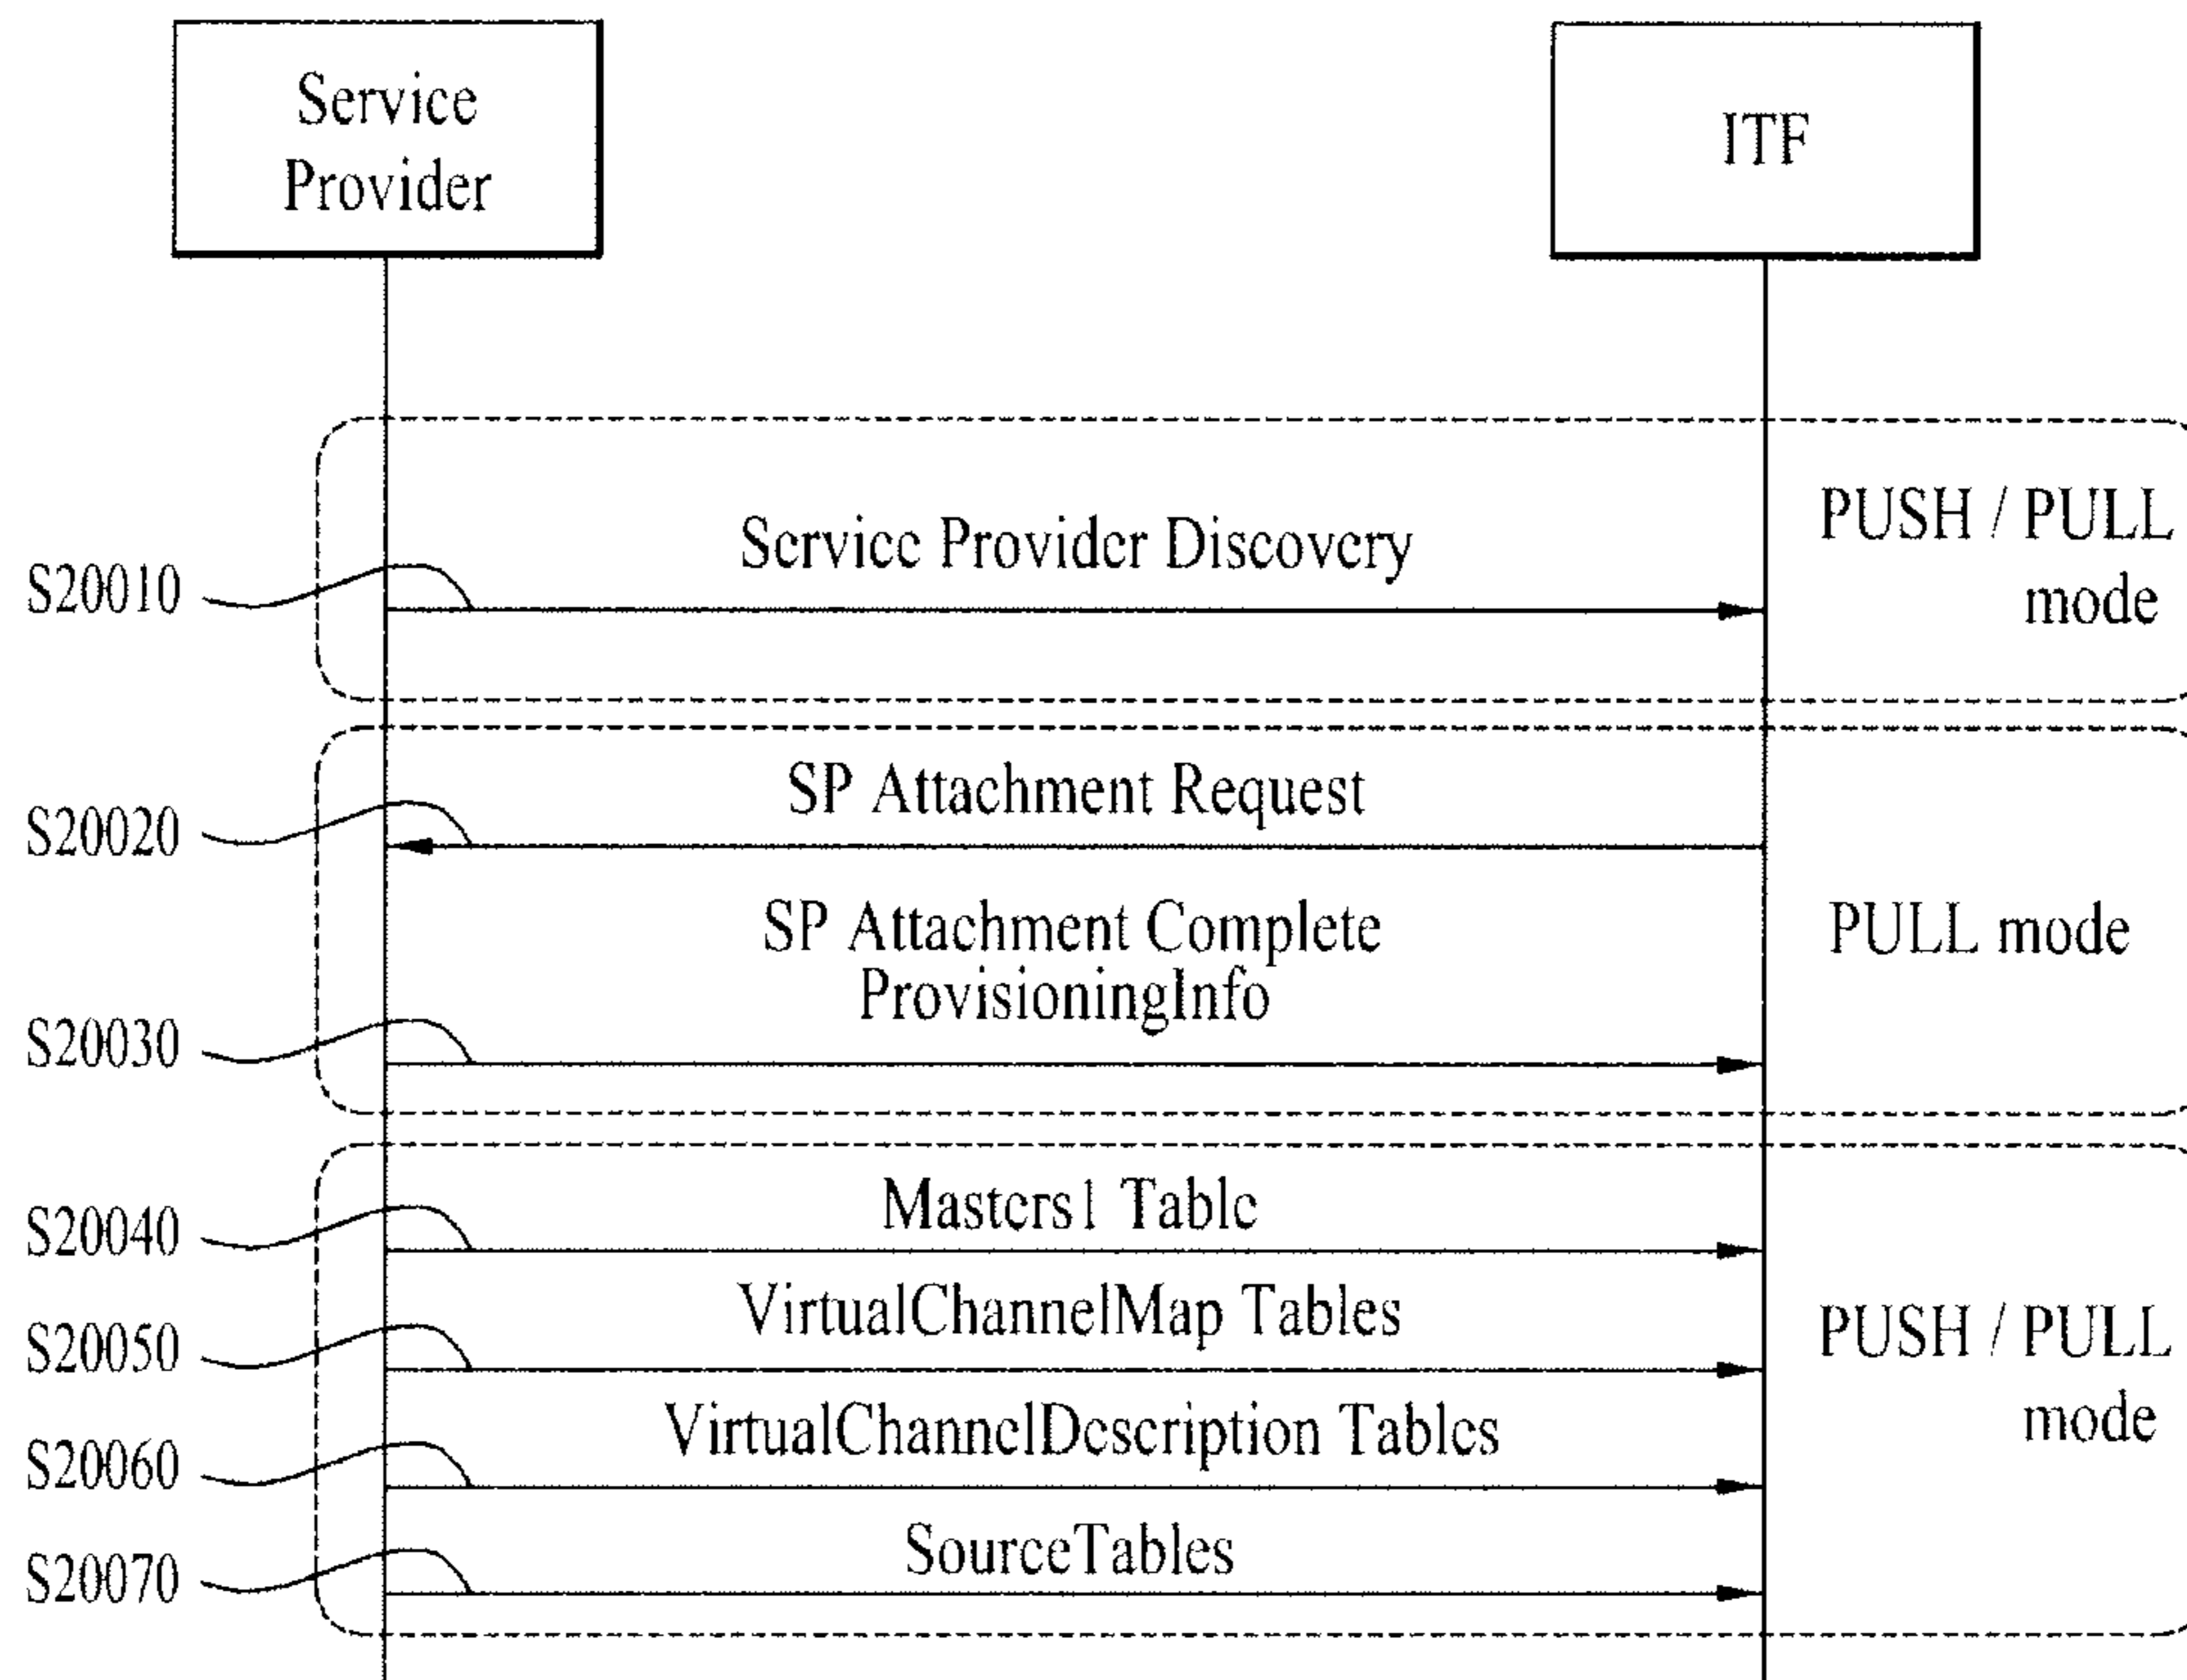 Service
Provider
ITF
Service Provider Discovery
PUSH / PULL
mode
S20010
SP Attachment Request
S20020
SP Attachment Complete
ProvisioningInfo
PULL mode
S20030
Masters1 Table
S20040
VirtualChannelMap Tables
PUSH / PULL
mode
S20050
VirtualChannelDescription Tables
S20060
SourceTables
S20070